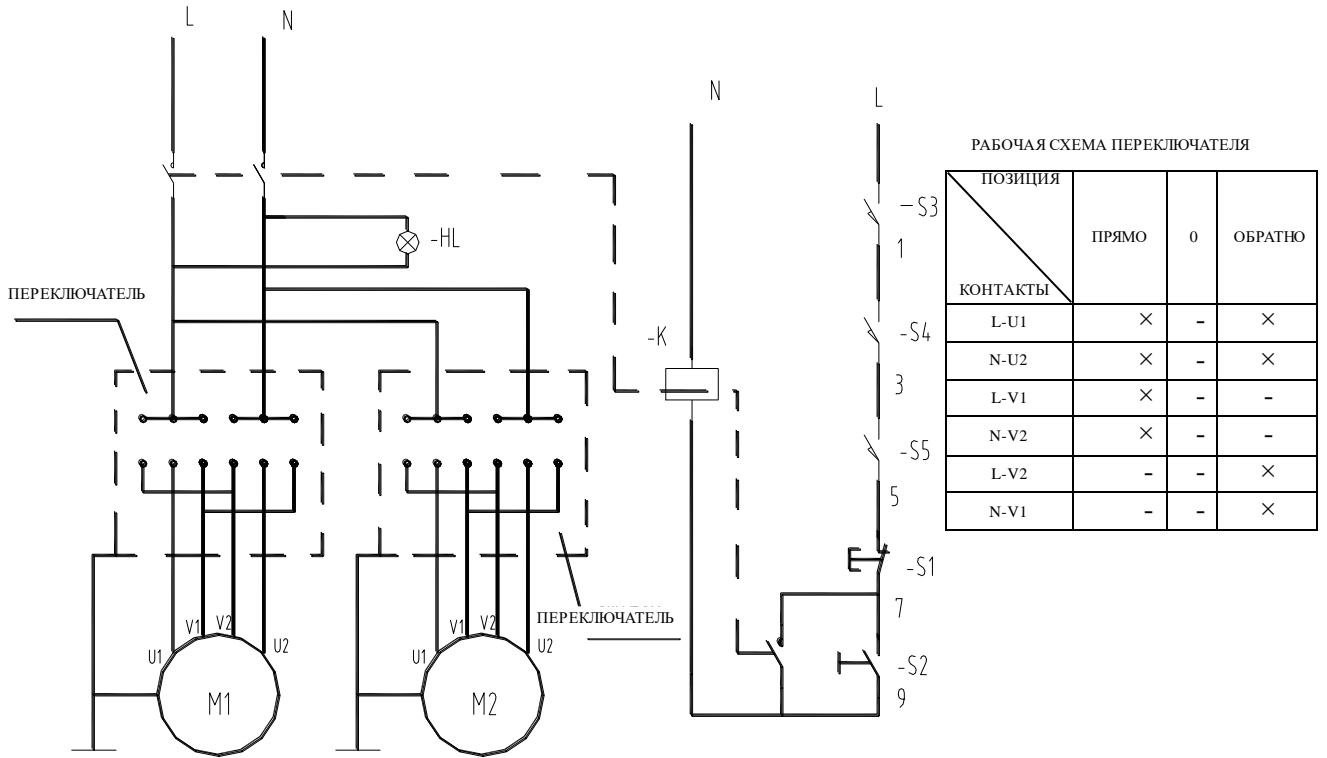 L
N
-HL
ПЕРЕКЛЮЧАТЕЛЬ
U1
V1
V2
U2
M1
U1
V1
V2
U2
M2
ПЕРЕКЛЮЧАТЕЛЬ
N
L
-K
-S3
1
-S4
3
-S5
5
-S1
7
-S2
9
РАБОЧАЯ СХЕМА ПЕРЕКЛЮЧАТЕЛЯ
ПОЗИЦИЯ
КОНТАКТЫ
ПРЯМО 0 ОБРАТНО
L-U1 × - ×
N-U2 × - ×
L-V1 × - -
N-V2 × - -
L-V2 - - ×
N-V1 - - ×